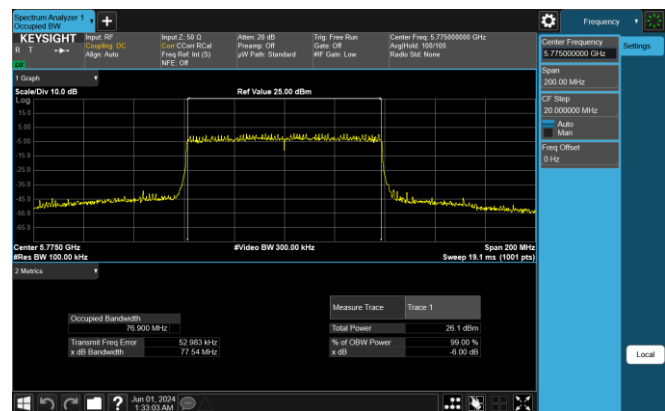 Spectrum Analyzer 1
Occupied BW
Frequency
KEYSIGHT
R T
LXI
Input: RF
Coupling: DC
Align: Auto
Input Z: 50 Ω
Corr CCorr RCal
Freq Ref: Int (S)
NFE: Off
Atten: 20 dB
Preamp: Off
µW Path: Standard
Trig: Free Run
Gate: Off
#IF Gain: Low
Center Freq: 5.775000000 GHz
Avg|Hold: 100/100
Radio Std: None
Center Frequency
5.775000000 GHz
Settings
Span
200.00 MHz
CF Step
20.000000 MHz
Auto
Man
Freq Offset
0 Hz
1 Graph
Scale/Div 10.0 dB
Ref Value 25.00 dBm
Log
15.0
5.00
-5.00
-15.0
-25.0
-35.0
-45.0
-55.0
-65.0
Center 5.7750 GHz
#Video BW 300.00 kHz
Span 200 MHz
#Res BW 100.00 kHz
Sweep 19.1 ms (1001 pts)
2 Metrics
Measure Trace
Trace 1
Occupied Bandwidth
76.900 MHz
Total Power
26.1 dBm
Transmit Freq Error
52.983 kHz
% of OBW Power
99.00 %
x dB Bandwidth
77.54 MHz
x dB
-6.00 dB
Local
?
Jun 01, 2024
1:33:03 AM